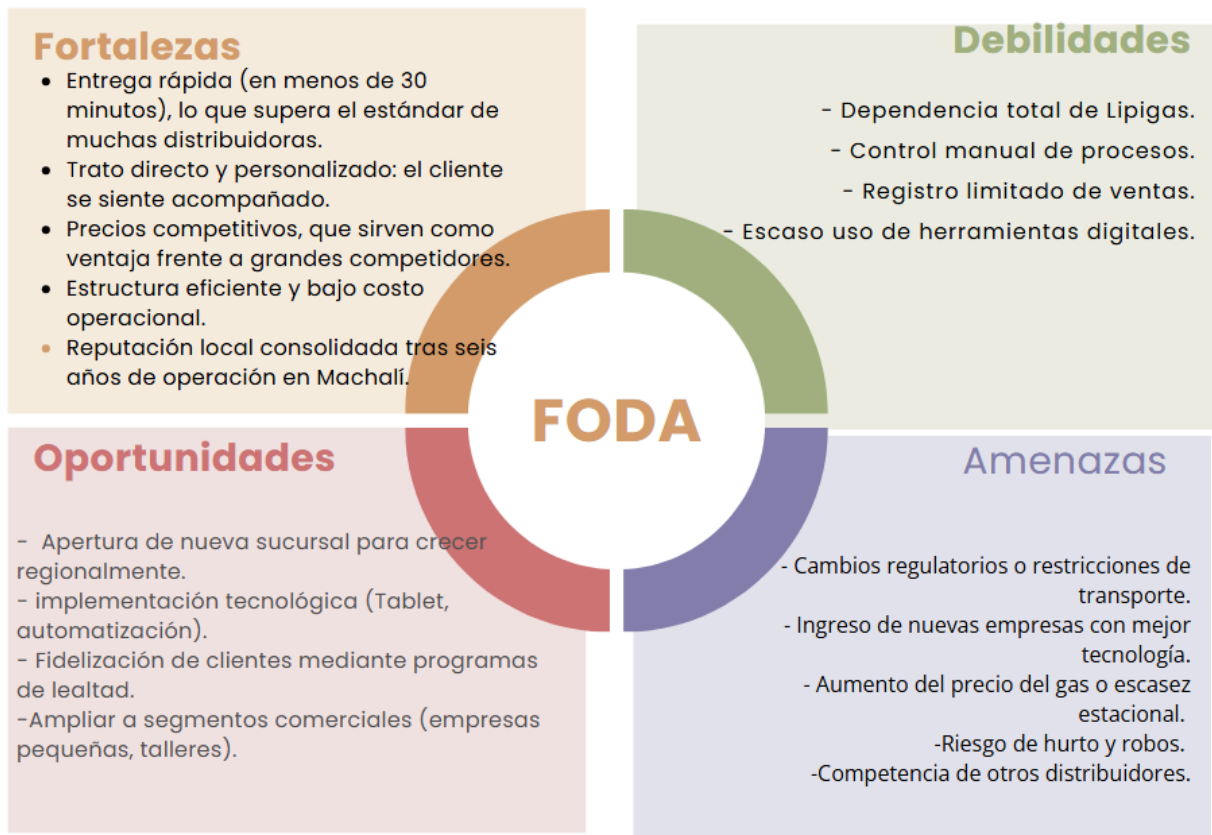 Fortalezas
• Entrega rápida (en menos de 30
minutos), lo que supera el estándar de
muchas distribuidoras.
• Trato directo y personalizado: el cliente
se siente acompañado.
• Precios competitivos, que sirven como
ventaja frente a grandes competidores.
• Estructura eficiente y bajo costo
operacional.
• Reputación local consolidada tras seis
años de operación en Machalí.
Debilidades
- Dependencia total de Lipigas.
- Control manual de procesos.
- Registro limitado de ventas.
- Escaso uso de herramientas digitales.
FODA
Oportunidades
- Apertura de nueva sucursal para crecer
regionalmente.
- implementación tecnológica (Tablet,
automatización).
- Fidelización de clientes mediante programas
de lealtad.
-Ampliar a segmentos comerciales (empresas
pequeñas, talleres).
Amenazas
- Cambios regulatorios o restricciones de
transporte.
- Ingreso de nuevas empresas con mejor
tecnología.
- Aumento del precio del gas o escasez
estacional.
-Riesgo de hurto y robos.
-Competencia de otros distribuidores.